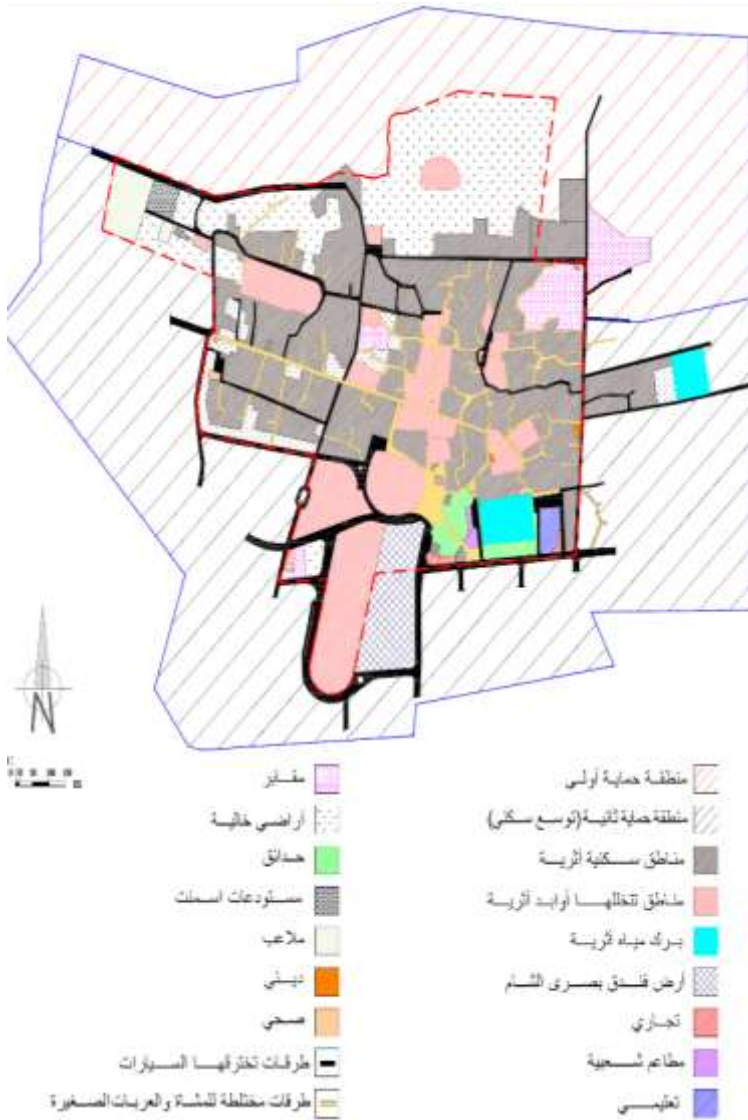 N
منطقة حماية أولى
منطقة حماية ثانية (توسع سكني)
مناطق سكنية أثرية
مناطق تتخللها أوابد أثرية
برك مياه أثرية
أرض فندق بصرى الشام
تجاري
مطاعم شعبية
تعليمي
مقابر
أراضي خالية
حدائق
مستودعات اسمنت
ملاعب
ديني
صحي
طرقات تخترقها السيارات
طرقات مختلطة للمشاة والعربات الصغيرة